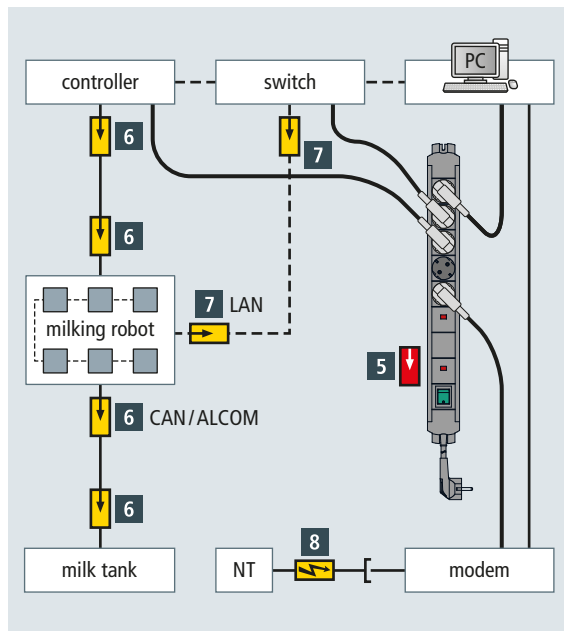 controller
switch
PC
6
7
6
7 LAN
milking robot
5
6 CAN/ALCOM
6
8
milk tank
NT
modem